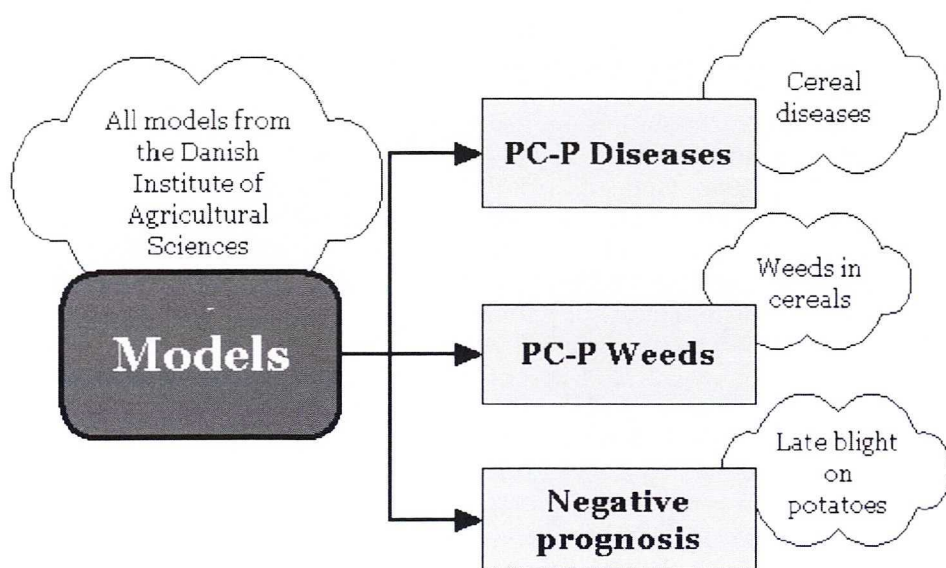 All models from
the Danish
Institute of
Agricultural
Sciences
Models
PC-P Diseases
Cereal
diseases
PC-P Weeds
Weeds in
cereals
Negative
prognosis
Late blight
on
potatoes